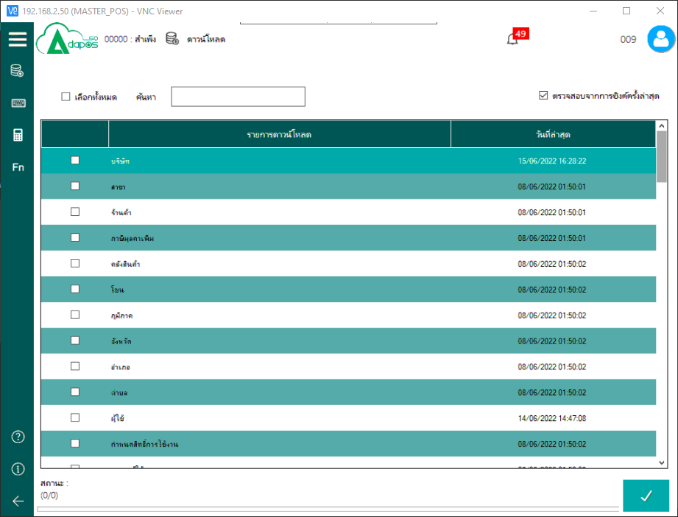 192.168.2.50 (MASTER_POS) - VNC Viewer
Adapos 5.0 00000 : สำเพ็ง ดาวน์โหลด 49 009
เลือกทั้งหมด ค้นหา ตรวจสอบจากการซิงค์ครั้งล่าสุด
Fn
รายการดาวน์โหลด วันที่ล่าสุด
บริษัท 15/06/2022 16:20:22
สาขา 08/06/2022 01:50:01
ร้านค้า 08/06/2022 01:50:01
ภาษีมูลค่าเพิ่ม 08/06/2022 01:50:01
คลังสินค้า 08/06/2022 01:50:02
โซน 08/06/2022 01:50:02
ภูมิภาค 08/06/2022 01:50:02
จังหวัด 08/06/2022 01:50:02
อำเภอ 08/06/2022 01:50:02
ตำบล 08/06/2022 01:50:02
ผู้ใช้ 14/06/2022 14:47:08
กำหนดสิทธิ์การใช้งาน 08/06/2022 01:50:02
สถานะ :
(0/0)